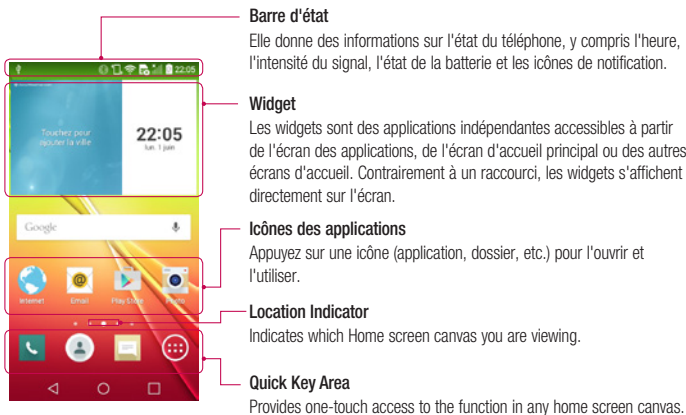 Barre d'état
Elle donne des informations sur l'état du téléphone, y compris l'heure,
l'intensité du signal, l'état de la batterie et les icônes de notification.
22:05
Widget
Les widgets sont des applications indépendantes accessibles à partir
de l'écran des applications, de l'écran d'accueil principal ou des autres
écrans d'accueil. Contrairement à un raccourci, les widgets s'affichent
directement sur l'écran.
Touchez pour
ajouter la ville
22:05
lun. 1 juin
Google
Icônes des applications
Appuyez sur une icône (application, dossier, etc.) pour l'ouvrir et
l'utiliser.
Internet
Email
Play Store
Photo
Location Indicator
Indicates which Home screen canvas you are viewing.
Quick Key Area
Provides one-touch access to the function in any home screen canvas.